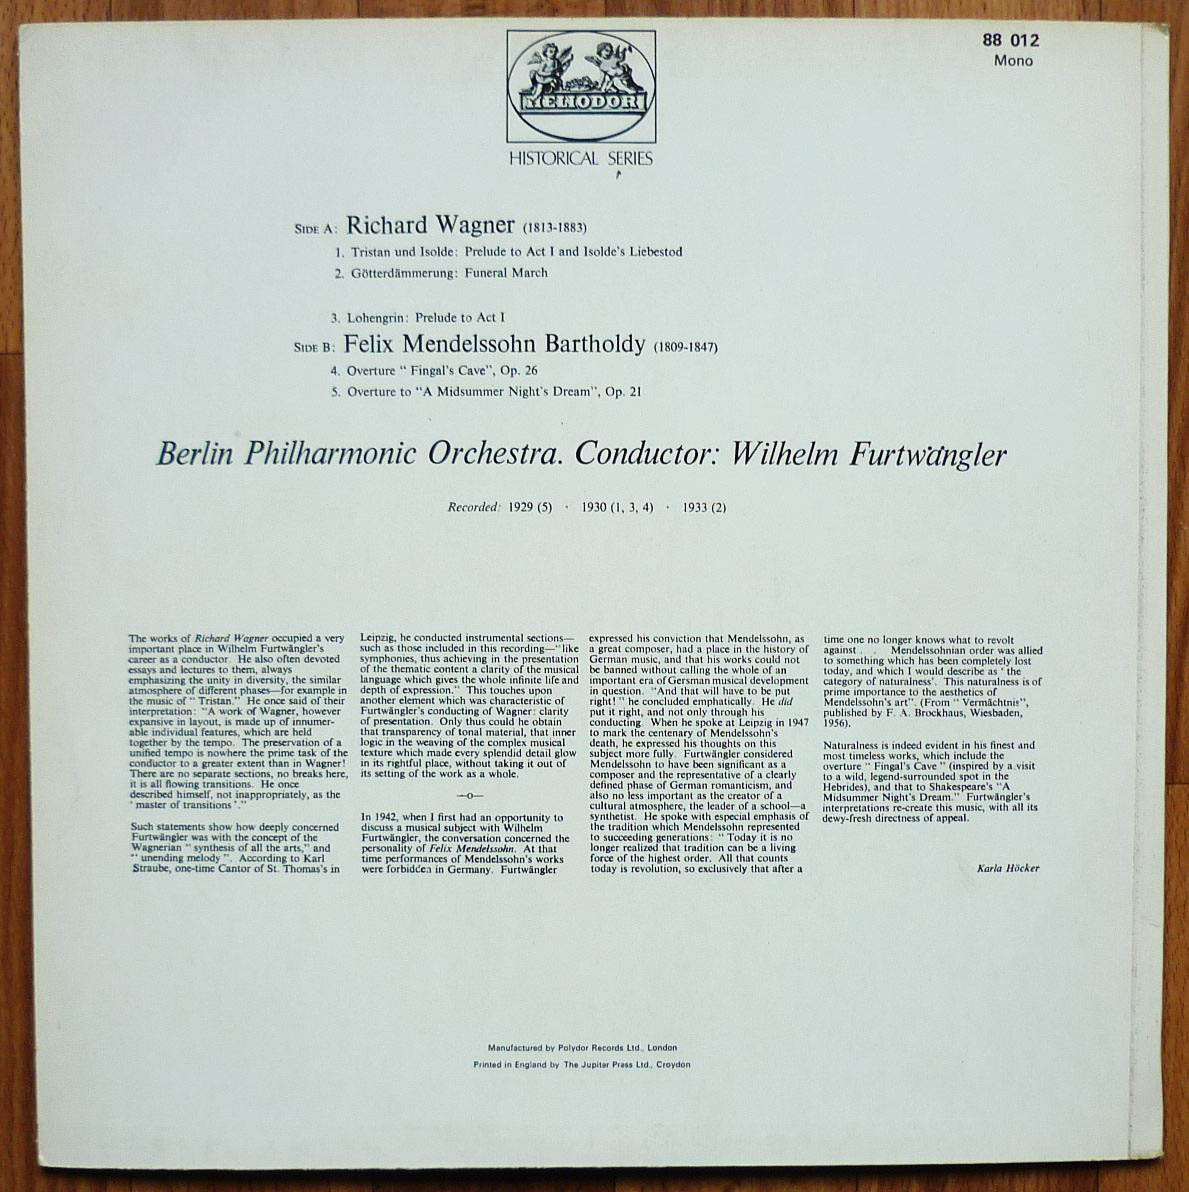 88 012
Mono
HELIODOR
HISTORICAL SERIES
SIDE A: Richard Wagner (1813-1883)
1. Tristan und Isolde: Prelude to Act I and Isolde's Liebestod
2. Götterdämmerung: Funeral March
3. Lohengrin: Prelude to Act I
SIDE B: Felix Mendelssohn Bartholdy (1809-1847)
4. Overture “ Fingal's Cave”, Op. 26
5. Overture to “A Midsummer Night's Dream”, Op. 21
Berlin Philharmonic Orchestra. Conductor: Wilhelm Furtwängler
Recorded: 1929 (5) · 1930 (1, 3, 4) · 1933 (2)
The works of Richard Wagner occupied a very
important place in Wilhelm Furtwängler's
career as a conductor. He also often devoted
essays and lectures to them, always
emphasizing the unity in diversity, the similar
atmosphere of different phases—for example in
the music of “ Tristan.” He once said of their
interpretation: “A work of Wagner, however
expansive in layout, is made up of innumer-
able individual features, which are held
together by the tempo. The preservation of a
unified tempo is nowhere the prime task of the
conductor to a greater extent than in Wagner!
There are no separate sections, no breaks here,
it is all flowing transitions. He once
described himself, not inappropriately, as the
‘ master of transitions ’.”
Such statements show how deeply concerned
Furtwängler was with the concept of the
Wagnerian “ synthesis of all the arts,” and
“ unending melody ”. According to Karl
Straube, one-time Cantor of St. Thomas's in
Leipzig, he conducted instrumental sections—
such as those included in this recording—“like
symphonies, thus achieving in the presentation
of the thematic content a clarity of the musical
language which gives the whole infinite life and
depth of expression.” This touches upon
another element which was characteristic of
Furtwängler's conducting of Wagner: clarity
of presentation. Only thus could he obtain
that transparency of tonal material, that inner
logic in the weaving of the complex musical
texture which made every splendid detail glow
in its rightful place, without taking it out of
its setting of the work as a whole.
—o—
In 1942, when I first had an opportunity to
discuss a musical subject with Wilhelm
Furtwängler, the conversation concerned the
personality of Felix Mendelssohn. At that
time performances of Mendelssohn's works
were forbidden in Germany. Furtwängler
expressed his conviction that Mendelssohn, as
a great composer, had a place in the history of
German music, and that his works could not
be banned without calling the whole of an
important era of Gersman musical development
in question. “And that will have to be put
right! ” he concluded emphatically. He did
put it right, and not only through his
conducting. When he spoke at Leipzig in 1947
to mark the centenary of Mendelssohn's
death, he expressed his thoughts on this
subject more fully. Furtwängler considered
Mendelssohn to have been significant as a
composer and the representative of a clearly
defined phase of German romanticism, and
also no less important as the creator of a
cultural atmosphere, the leader of a school—a
synthetist. He spoke with especial emphasis of
the tradition which Mendelssohn represented
to succeeding generations: “ Today it is no
longer realized that tradition can be a living
force of the highest order. All that counts
today is revolution, so exclusively that after a
time one no longer knows what to revolt
against . . Mendelssohnian order was allied
to something which has been completely lost
today, and which I would describe as ‘ the
category of naturalness’. This naturalness is of
prime importance to the aesthetics of
Mendelssohn's art”. (From “ Vermächtnis”,
published by F. A. Brockhaus, Wiesbaden,
1956).
Naturalness is indeed evident in his finest and
most timeless works, which include the
overture “ Fingal's Cave ” (inspired by a visit
to a wild, legend-surrounded spot in the
Hebrides), and that to Shakespeare's “A
Midsummer Night's Dream.” Furtwängler's
interpretations re-create this music, with all its
dewy-fresh directness of appeal.
Karla Höcker
Manufactured by Polydor Records Ltd., London
Printed in England by The Jupiter Press Ltd., Croydon